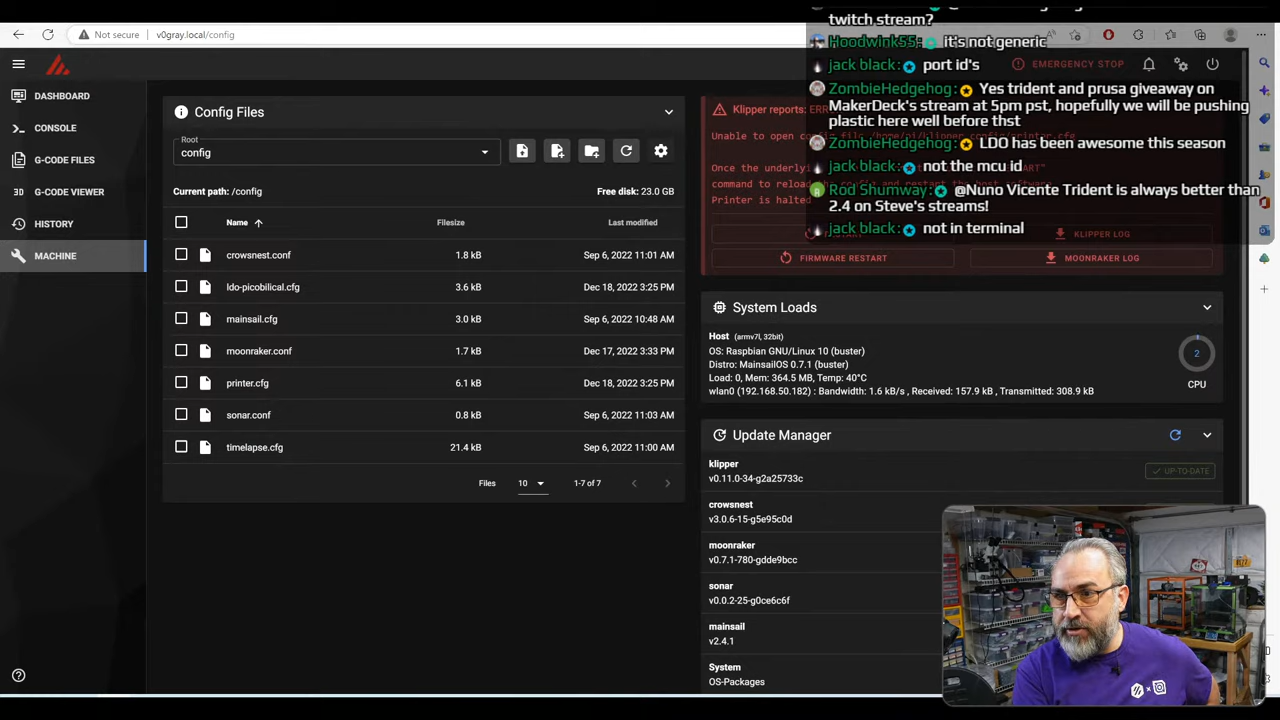 Not secure
v0gray.local/config
twitch stream?
Hoodwink55: it's not generic
jack black: port id's
ZombieHedgehog: Yes trident and prusa giveaway on
MakerDeck's stream at 5pm pst, hopefully we will be pushing
plastic here well before thst
ZombieHedgehog: LDO has been awesome this season
jack black: not the mcu id
Rod Shumway: @Nuno Vicente Trident is always better than
2.4 on Steve's streams!
jack black: not in terminal
EMERGENCY STOP
DASHBOARD
CONSOLE
G-CODE FILES
3D G-CODE VIEWER
HISTORY
MACHINE
Config Files
Root
config
Current path: /config
Free disk: 23.0 GB
Name
Filesize
Last modified
crowsnest.conf 1.8 kB Sep 6, 2022 11:01 AM
ldo-picobilical.cfg 3.6 kB Dec 18, 2022 3:25 PM
mainsail.cfg 3.0 kB Sep 6, 2022 10:48 AM
moonraker.conf 1.7 kB Dec 17, 2022 3:33 PM
printer.cfg 6.1 kB Dec 18, 2022 3:25 PM
sonar.conf 0.8 kB Sep 6, 2022 11:03 AM
timelapse.cfg 21.4 kB Sep 6, 2022 11:00 AM
Files 10 1-7 of 7
Klipper reports:
Unable to open config file /home/pi/klipper_config/printer.cfg
Once the underlying
command to reload
Printer is halted
KLIPPER LOG
FIRMWARE RESTART
MOONRAKER LOG
System Loads
Host (armv7l, 32bit)
OS: Raspbian GNU/Linux 10 (buster)
Distro: MainsailOS 0.7.1 (buster)
Load: 0, Mem: 364.5 MB, Temp: 40°C
wlan0 (192.168.50.182) : Bandwidth: 1.6 kB/s , Received: 157.9 kB , Transmitted: 308.9 kB
2
CPU
Update Manager
klipper
v0.11.0-34-g2a25733c
UP-TO-DATE
crowsnest
v3.0.6-15-g5e95c0d
moonraker
v0.7.1-780-gdde9bcc
sonar
v0.0.2-25-g0ce6c6f
mainsail
v2.4.1
System
OS-Packages